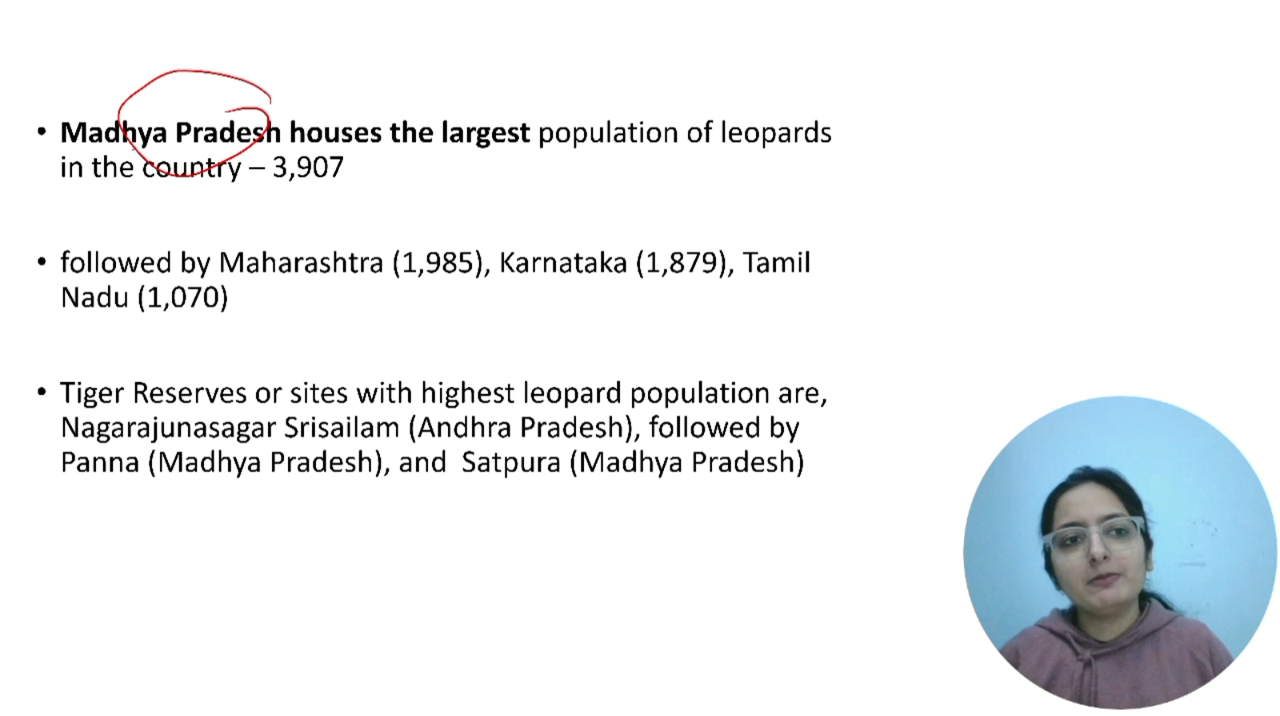 • Madhya Pradesh houses the largest population of leopards
in the country – 3,907
• followed by Maharashtra (1,985), Karnataka (1,879), Tamil
Nadu (1,070)
• Tiger Reserves or sites with highest leopard population are,
Nagarajunasagar Srisailam (Andhra Pradesh), followed by
Panna (Madhya Pradesh), and  Satpura (Madhya Pradesh)